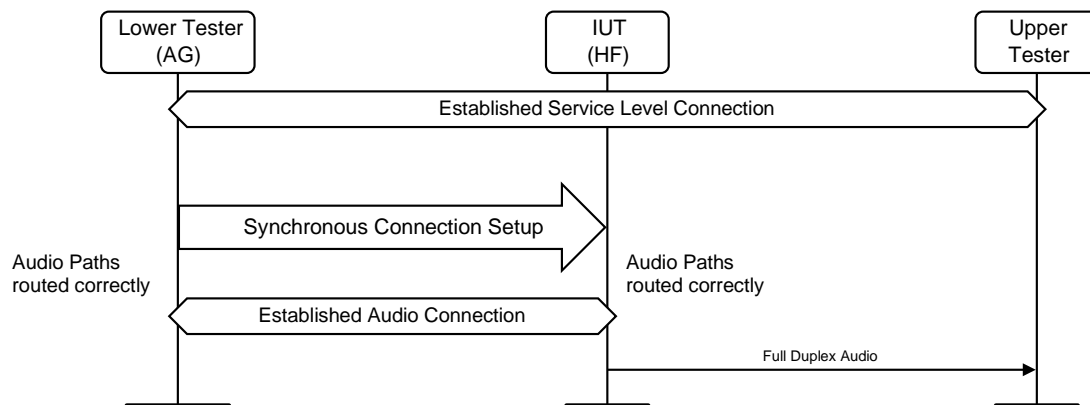 Lower Tester
(AG)
IUT
(HF)
Upper
Tester
Established Service Level Connection
Synchronous Connection Setup
Audio Paths
routed correctly
Audio Paths
routed correctly
Established Audio Connection
Full Duplex Audio